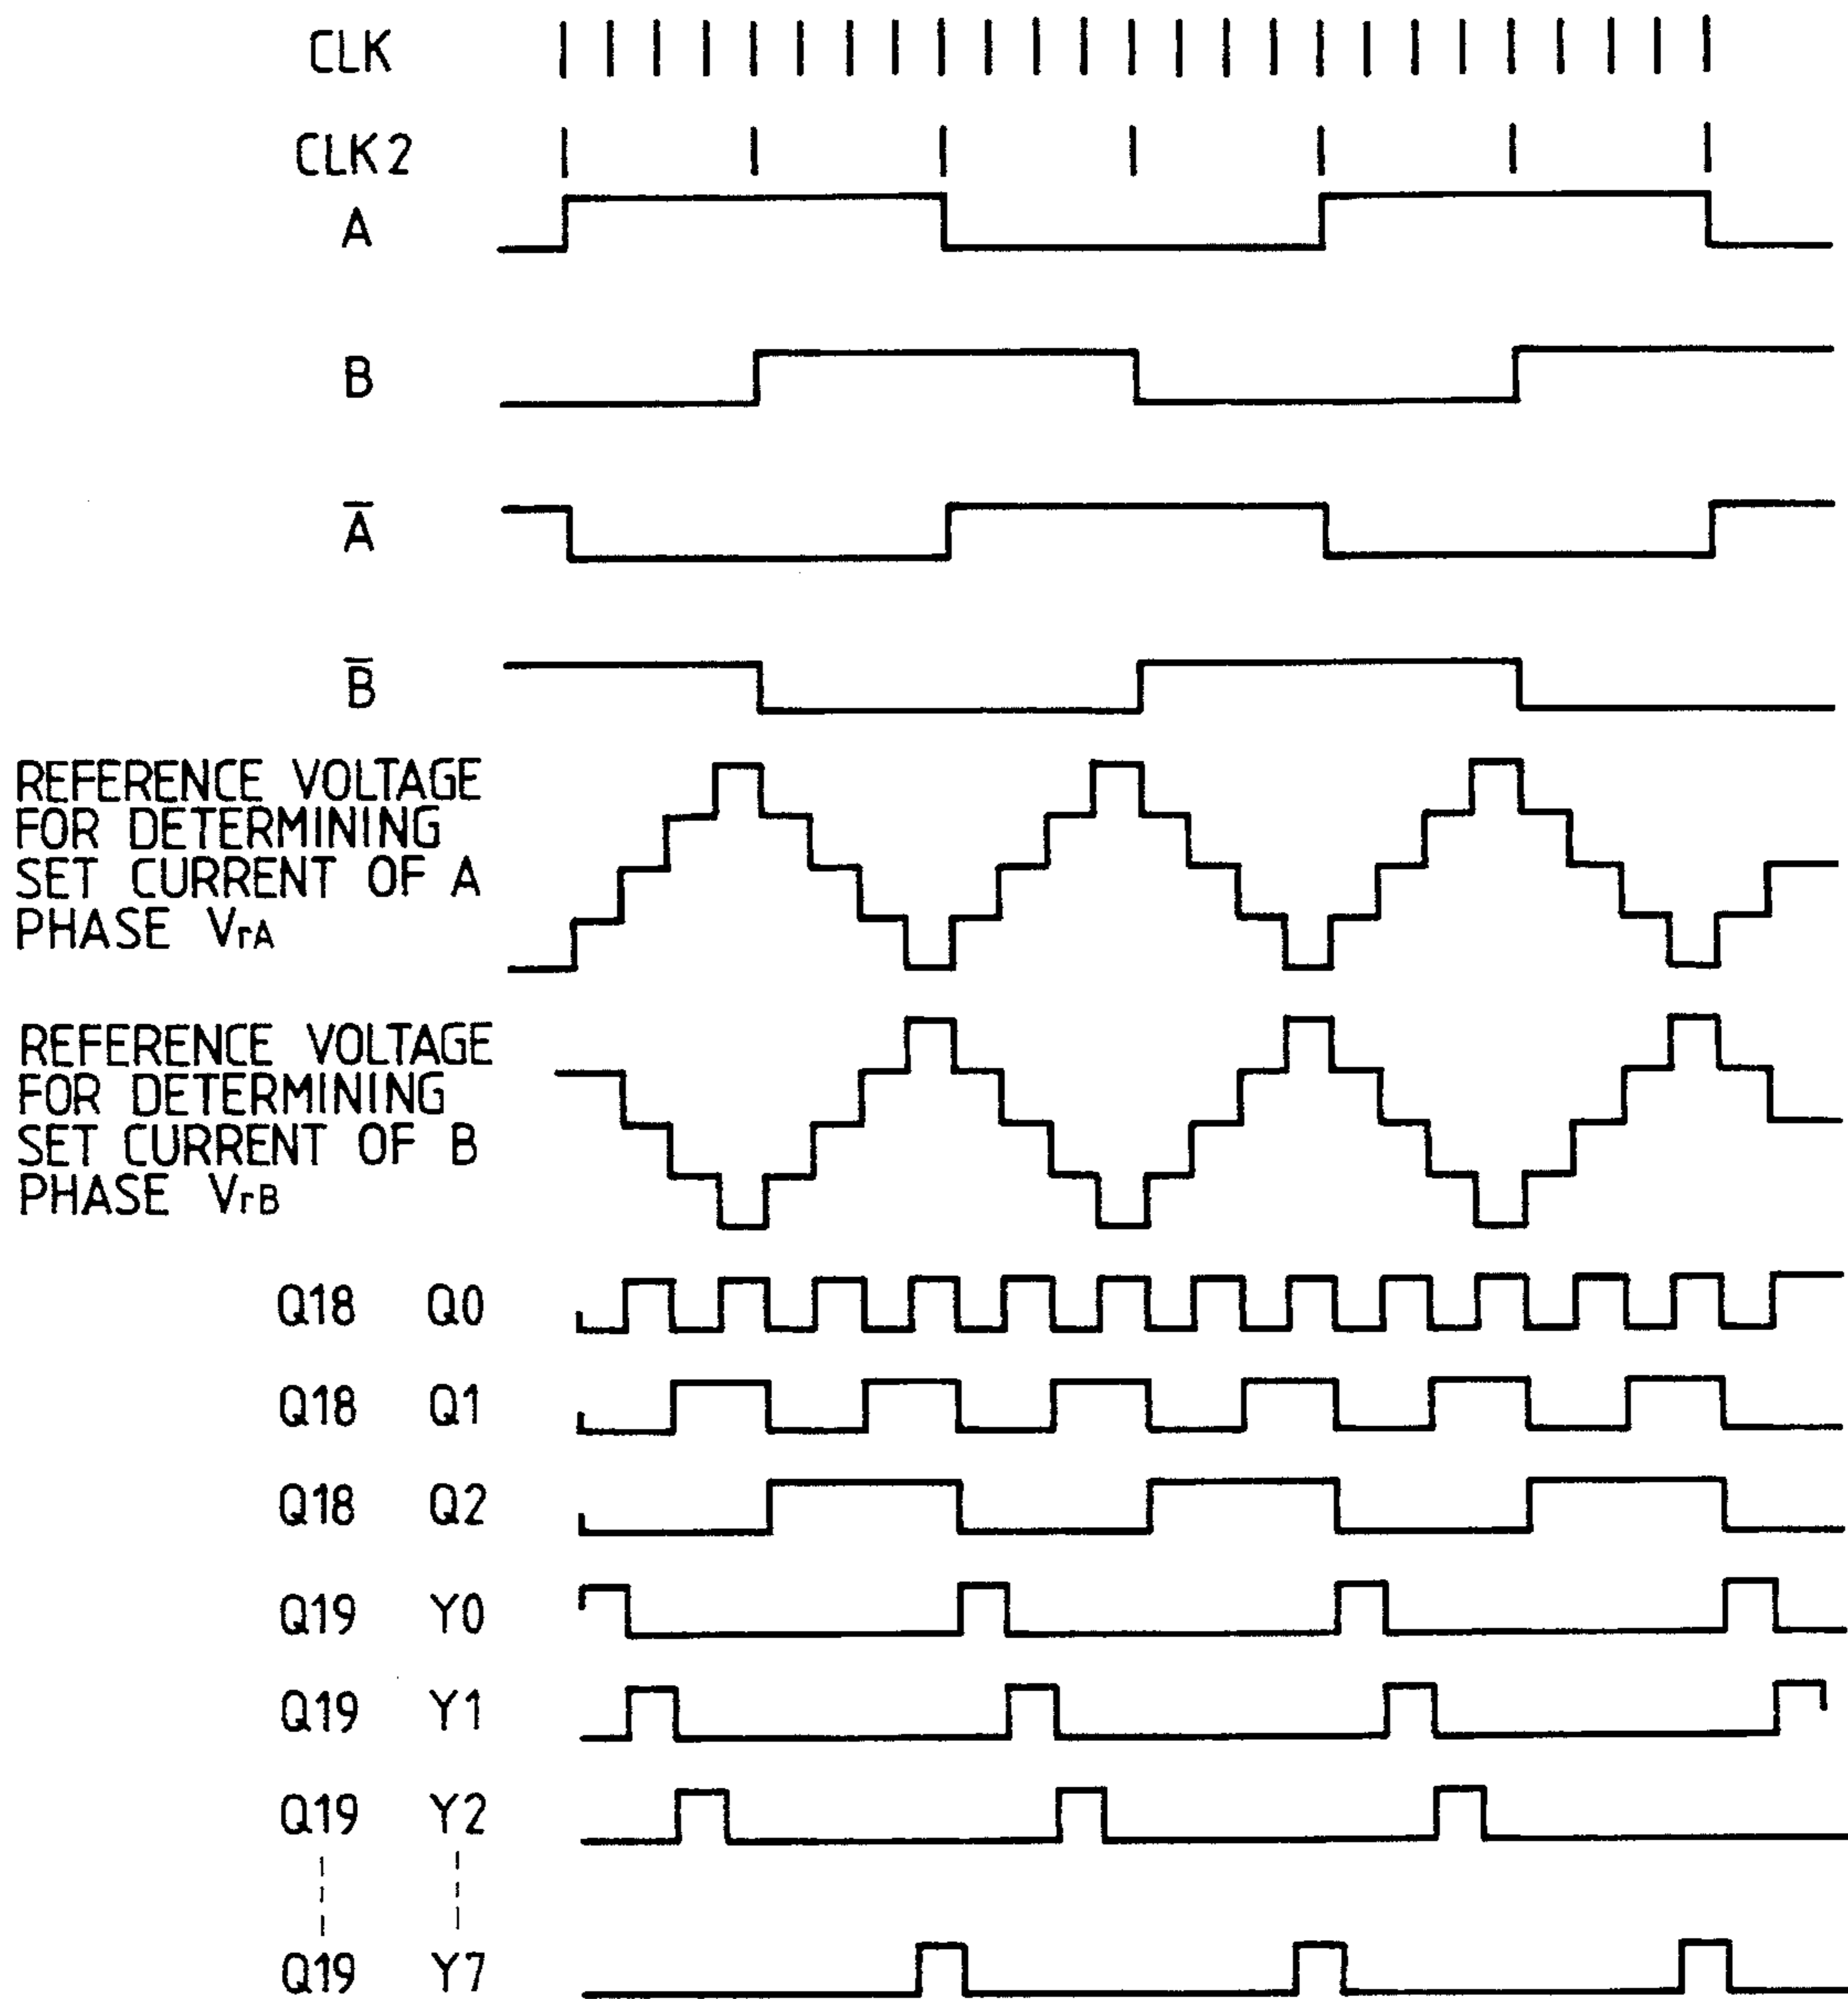 CLK
CLK2
A
B
A̅
B̅
REFERENCE VOLTAGE
FOR DETERMINING
SET CURRENT OF A
PHASE VrA
REFERENCE VOLTAGE
FOR DETERMINING
SET CURRENT OF B
PHASE VrB
Q18 Q0
Q18 Q1
Q18 Q2
Q19 Y0
Q19 Y1
Q19 Y2
Q19 Y7